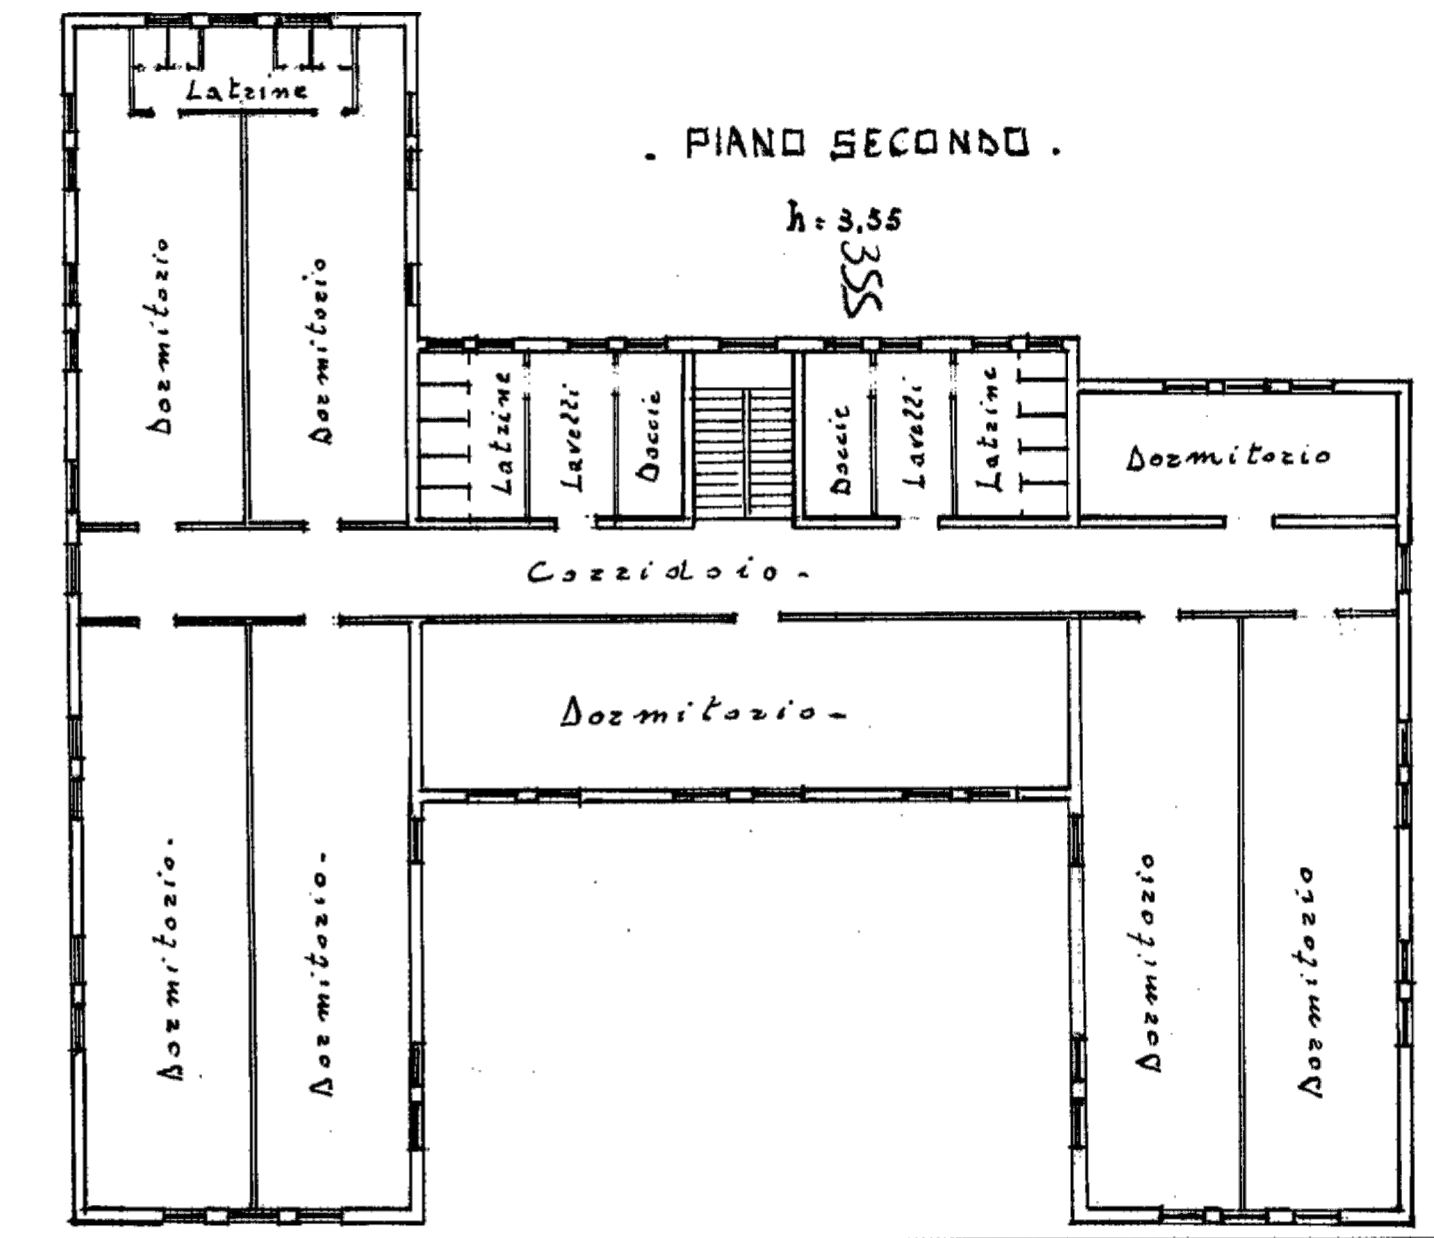 . PIANO SECONDO .
h = 3,55
355
Latrine
Dormitorio
Dormitorio
Latrine
Lavelli
Doccie
Doccie
Lavelli
Latrine
Dormitorio
Corridoio -
Dormitorio -
Dormitorio -
Dormitorio -
Dormitorio
Dormitorio